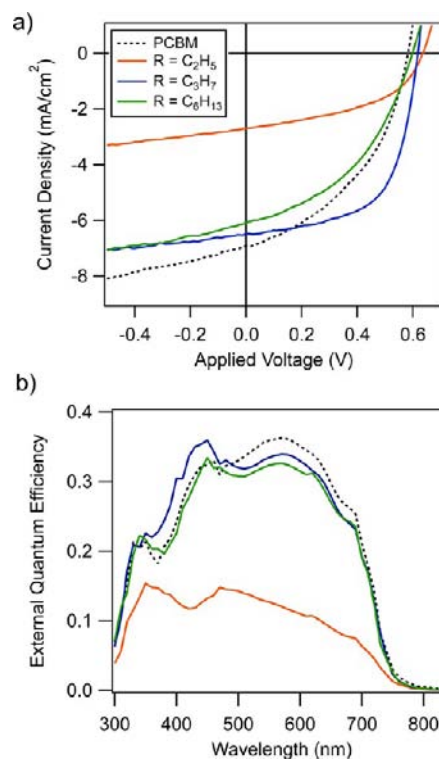 a)
0
-2
-4
-6
-8
Current Density (mA/cm²)
PCBM
R = C₂H₅
R = C₃H₇
R = C₆H₁₃
-0.4 -0.2 0.0 0.2 0.4 0.6
Applied Voltage (V)
b)
0.4
0.3
0.2
0.1
0.0
External Quantum Efficiency
300 400 500 600 700 800
Wavelength (nm)